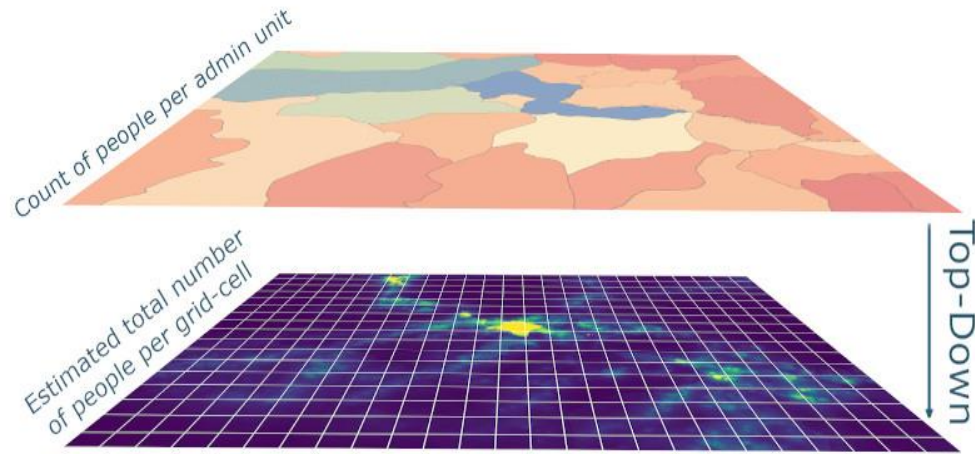 Count of people per admin unit
Estimated total number
of people per grid-cell
Top-Down